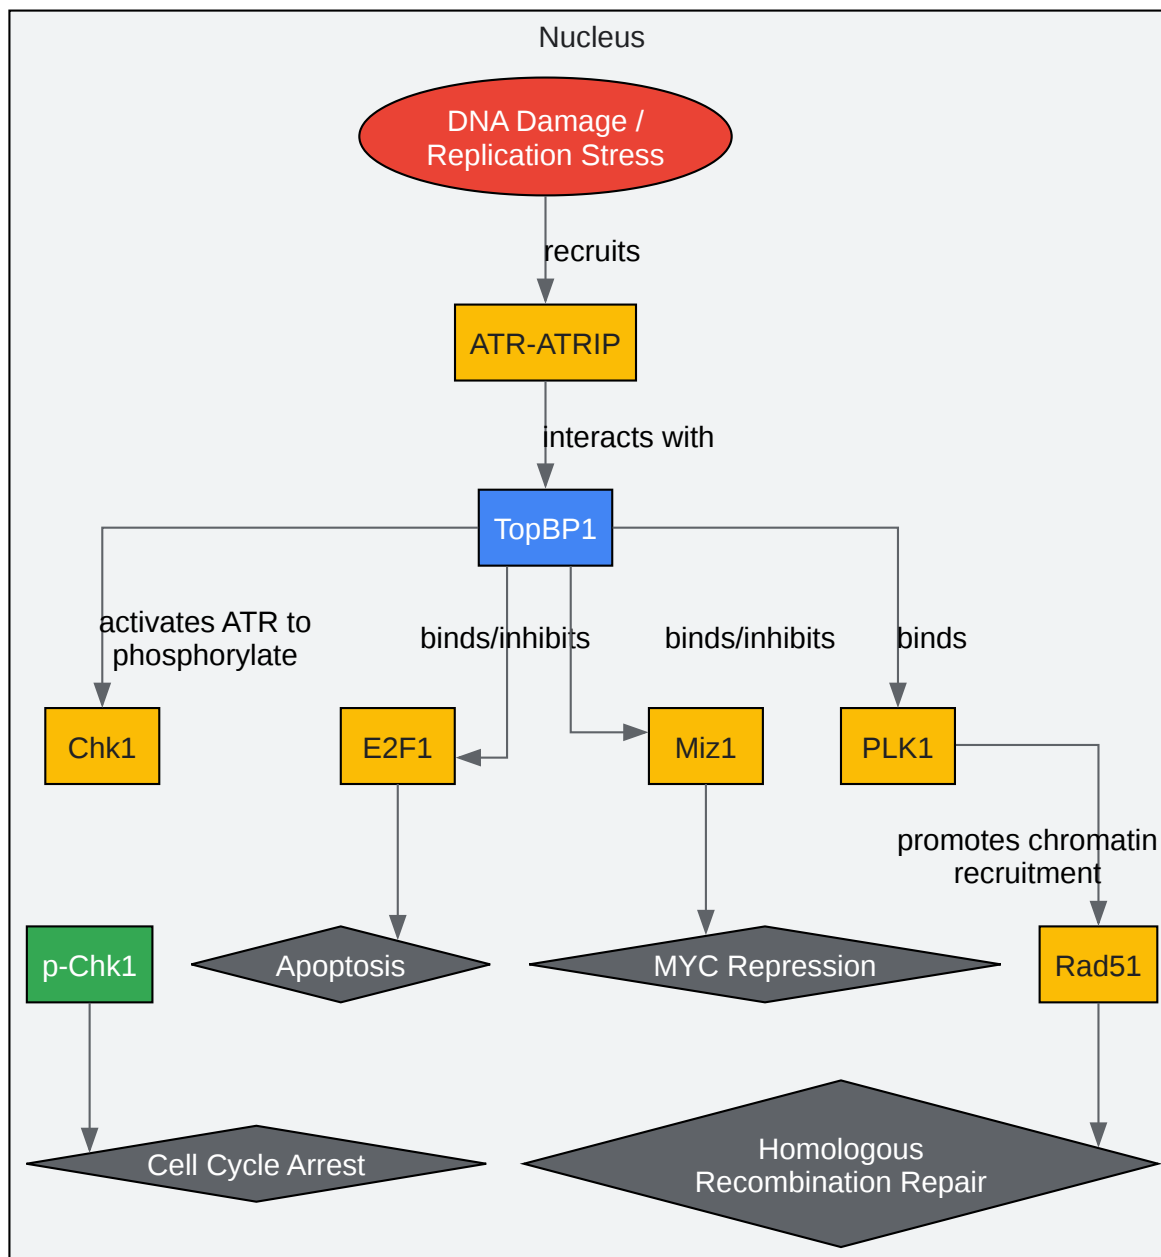 Nucleus
DNA Damage /
Replication Stress
recruits
ATR-ATRIP
interacts with
TopBP1
activates ATR to
phosphorylate
binds/inhibits
binds/inhibits
binds
Chk1
E2F1
Miz1
PLK1
promotes chromatin
recruitment
p-Chk1
Apoptosis
MYC Repression
Rad51
Cell Cycle Arrest
Homologous
Recombination Repair